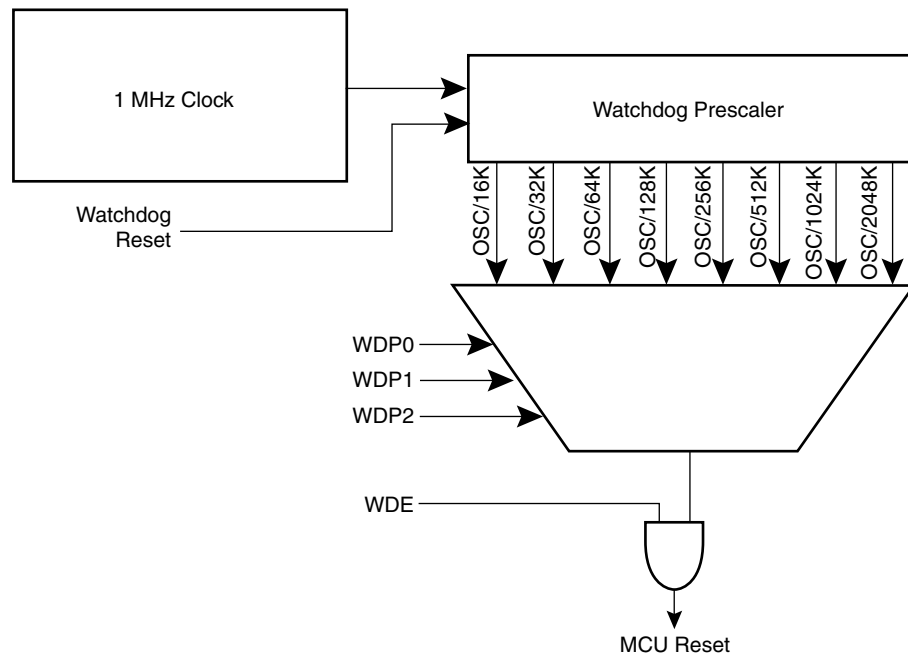 1 MHz Clock
Watchdog Prescaler
Watchdog
Reset
OSC/16K
OSC/32K
OSC/64K
OSC/128K
OSC/256K
OSC/512K
OSC/1024K
OSC/2048K
WDP0
WDP1
WDP2
WDE
MCU Reset